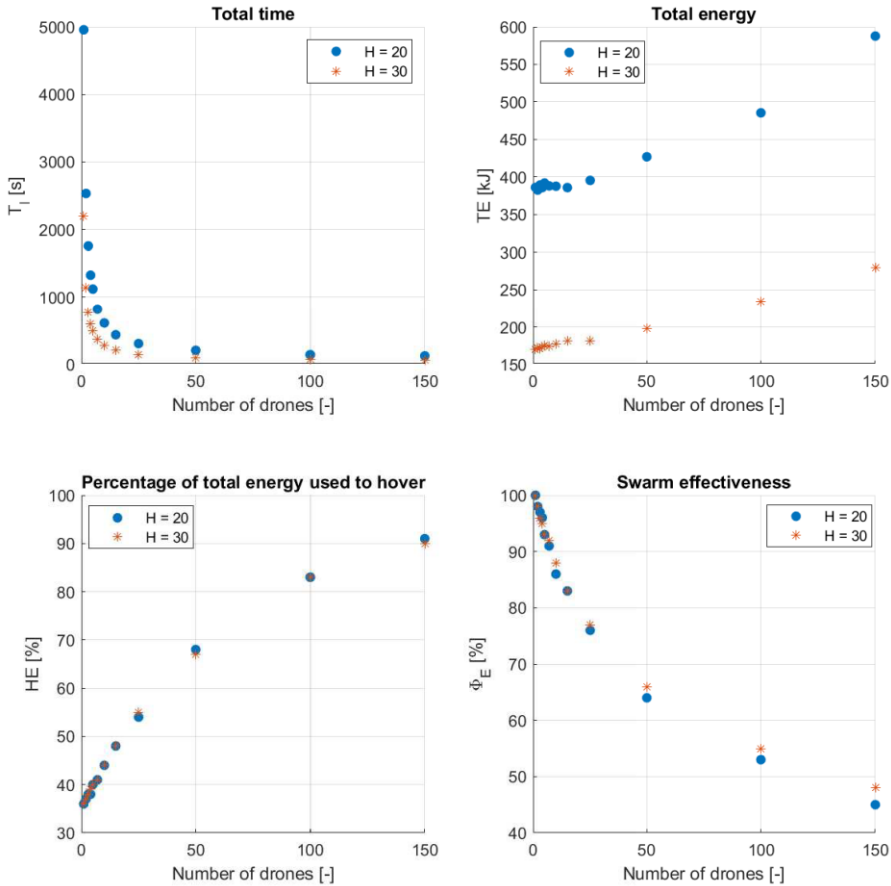 Total time
H = 20
H = 30
5000
4000
3000
2000
1000
0
T_I [s]
0 50 100 150
Number of drones [-]
Total energy
H = 20
H = 30
600
550
500
450
400
350
300
250
200
150
TE [kJ]
0 50 100 150
Number of drones [-]
Percentage of total energy used to hover
H = 20
H = 30
100
90
80
70
60
50
40
30
HE [%]
0 50 100 150
Number of drones [-]
Swarm effectiveness
H = 20
H = 30
100
90
80
70
60
50
40
Φ_E [%]
0 50 100 150
Number of drones [-]